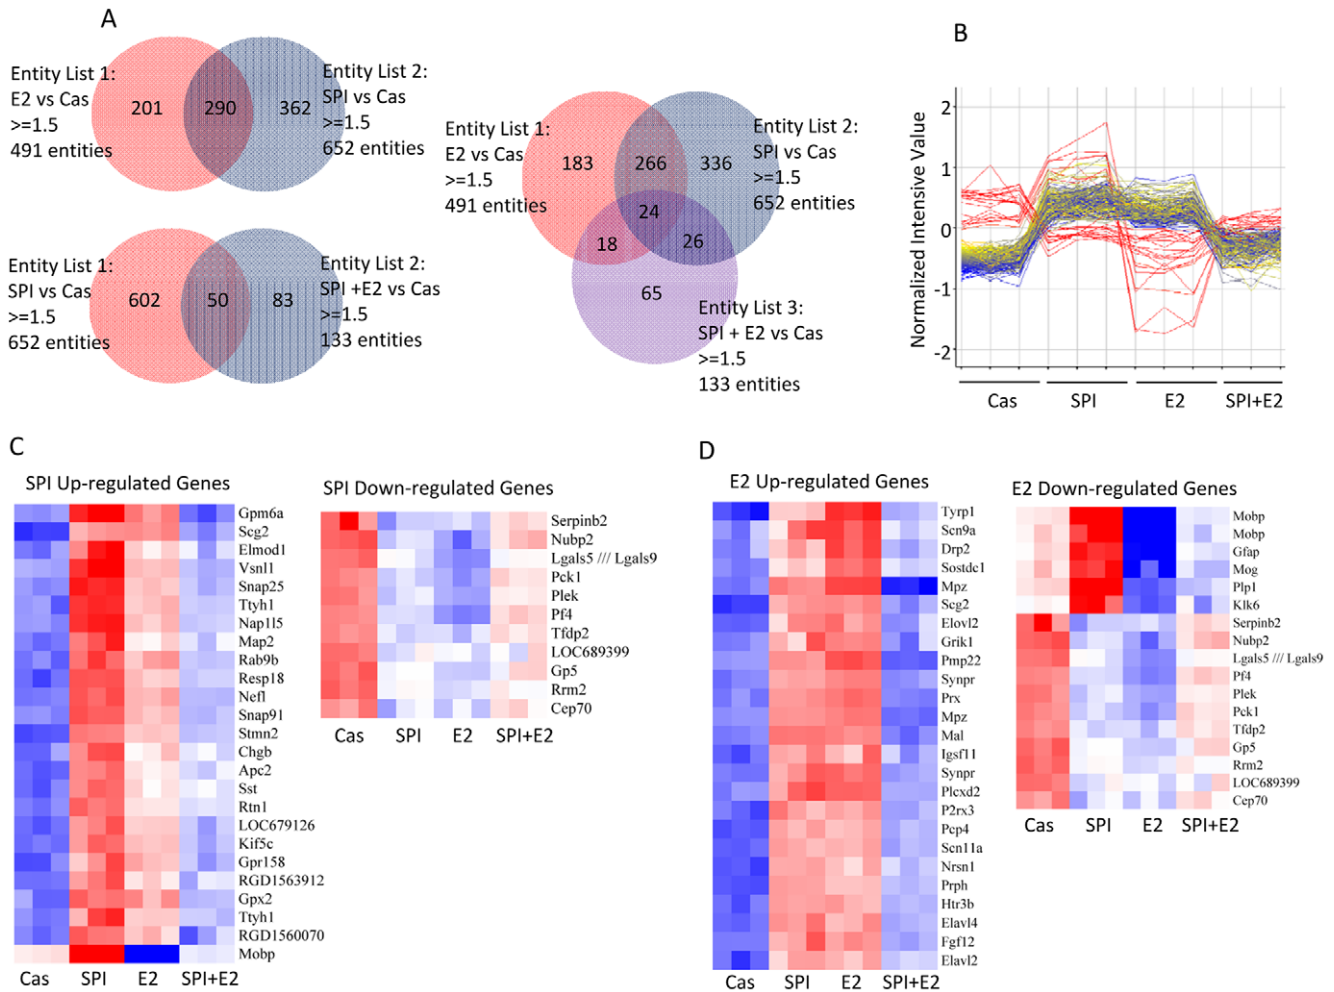 A
Entity List 1:
E2 vs Cas
>=1.5
491 entities
201
290
362
Entity List 2:
SPI vs Cas
>=1.5
652 entities
Entity List 1:
SPI vs Cas
>=1.5
652 entities
602
50
83
Entity List 2:
SPI +E2 vs Cas
>=1.5
133 entities
Entity List 1:
E2 vs Cas
>=1.5
491 entities
183
266
336
24
18
26
65
Entity List 2:
SPI vs Cas
>=1.5
652 entities
Entity List 3:
SPI + E2 vs Cas
>=1.5
133 entities
B
Normalized Intensive Value
2
1
0
-1
-2
Cas SPI E2 SPI+E2
C
SPI Up-regulated Genes
Gpm6a
Scg2
Elmod1
Vsnl1
Snap25
Ttyh1
Nap1l5
Map2
Rab9b
Resp18
Nefl
Snap91
Stmn2
Chgb
Apc2
Sst
Rtn1
LOC679126
Kif5c
Gpr158
RGD1563912
Gpx2
Ttyh1
RGD1560070
Mobp
Cas SPI E2 SPI+E2
SPI Down-regulated Genes
Serpinb2
Nubp2
Lgals5 /// Lgals9
Pck1
Plek
Pf4
Tfdp2
LOC689399
Gp5
Rrm2
Cep70
Cas SPI E2 SPI+E2
D
E2 Up-regulated Genes
Tyrp1
Scn9a
Drp2
Sostdc1
Mpz
Scg2
Elovl2
Grik1
Pmp22
Synpr
Prx
Mpz
Mal
Igsf11
Synpr
Plcxd2
P2rx3
Pcp4
Scn11a
Nrsn1
Prph
Htr3b
Elavl4
Fgf12
Elavl2
Cas SPI E2 SPI+E2
E2 Down-regulated Genes
Mobp
Mobp
Gfap
Mog
Plp1
Klk6
Serpinb2
Nubp2
Lgals5 /// Lgals9
Pf4
Plek
Pck1
Tfdp2
Gp5
Rrm2
LOC689399
Cep70
Cas SPI E2 SPI+E2